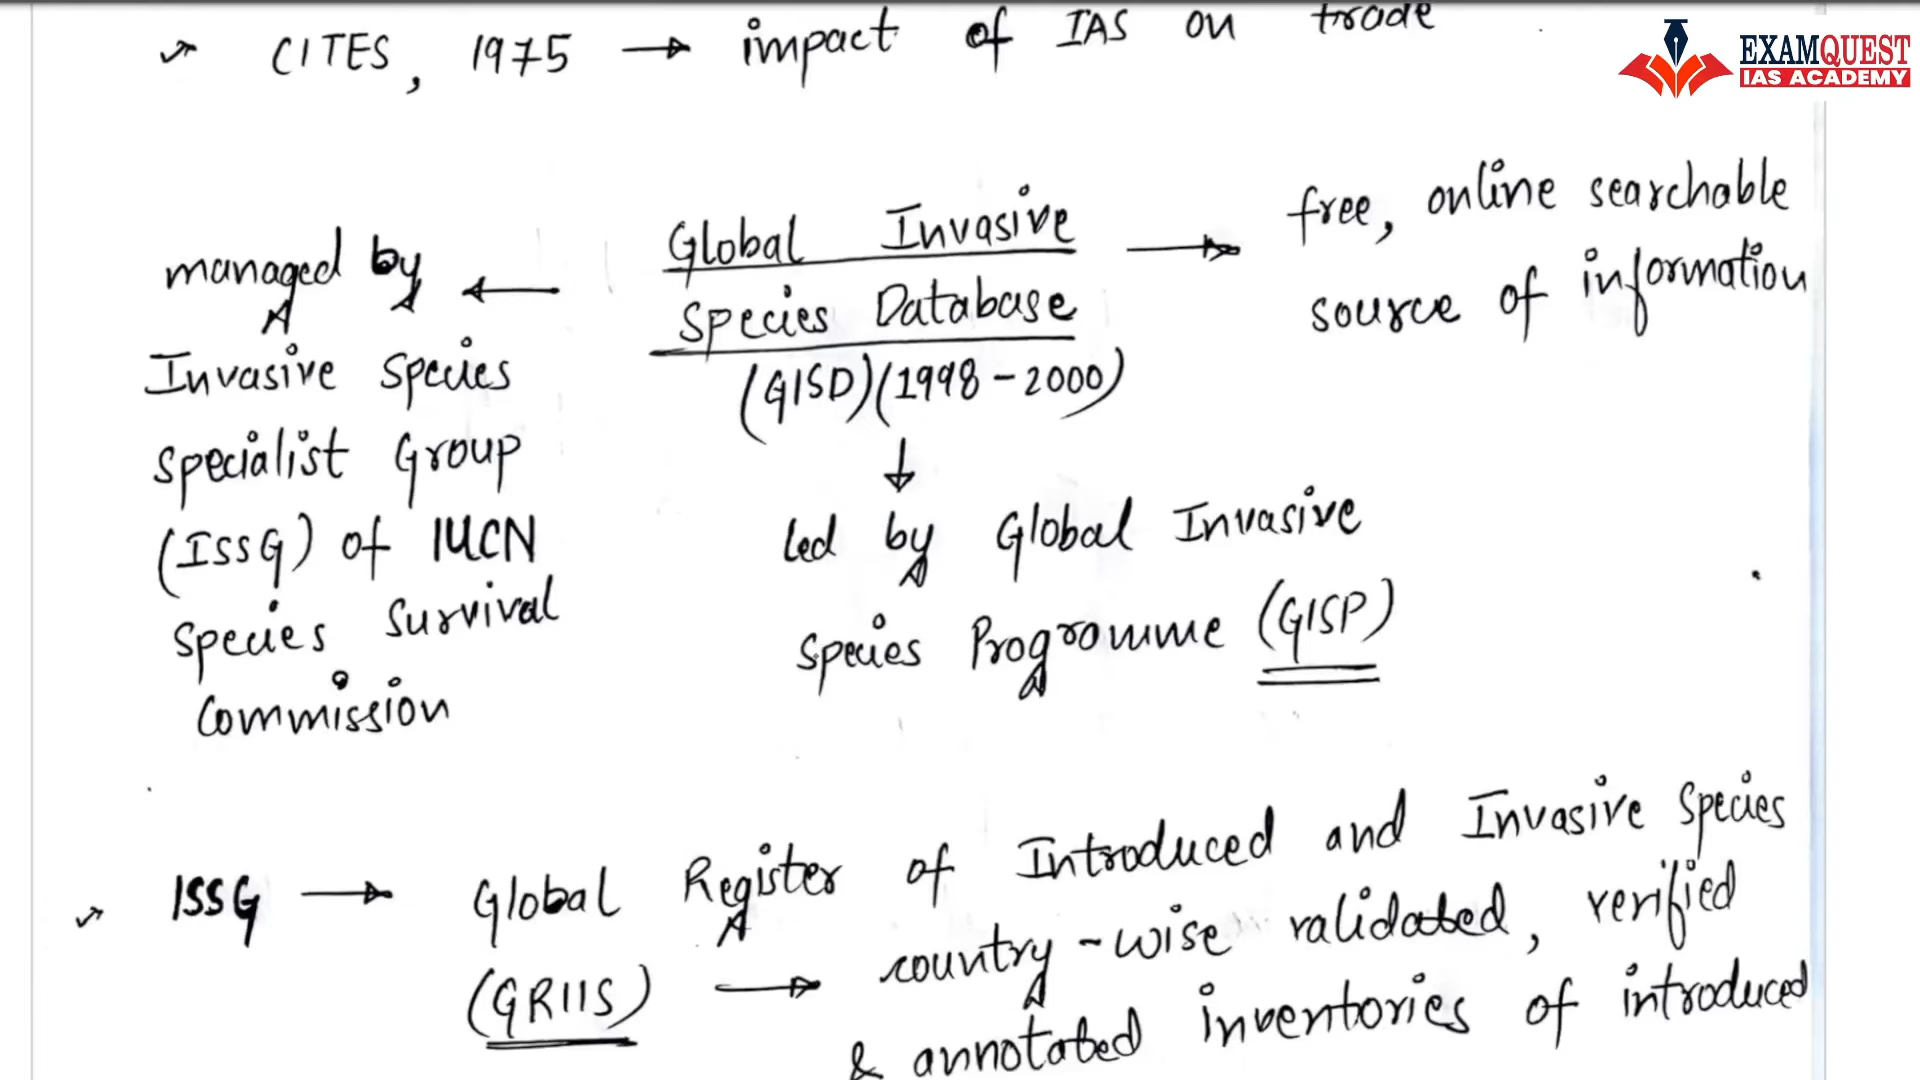 CITES, 1975 → impact of IAS on trade
EXAMQUEST
IAS ACADEMY
managed by
Invasive Species
Specialist Group
(ISSG) of IUCN
Species Survival
Commission
←
Global Invasive
Species Database
(GISD) (1998-2000)
→
free, online searchable
source of information
↓
Led by Global Invasive
Species Programme (GISP)
ISSG → Global Register of Introduced and Invasive Species
(GRIIS) → country-wise validated, verified
& annotated inventories of introduced